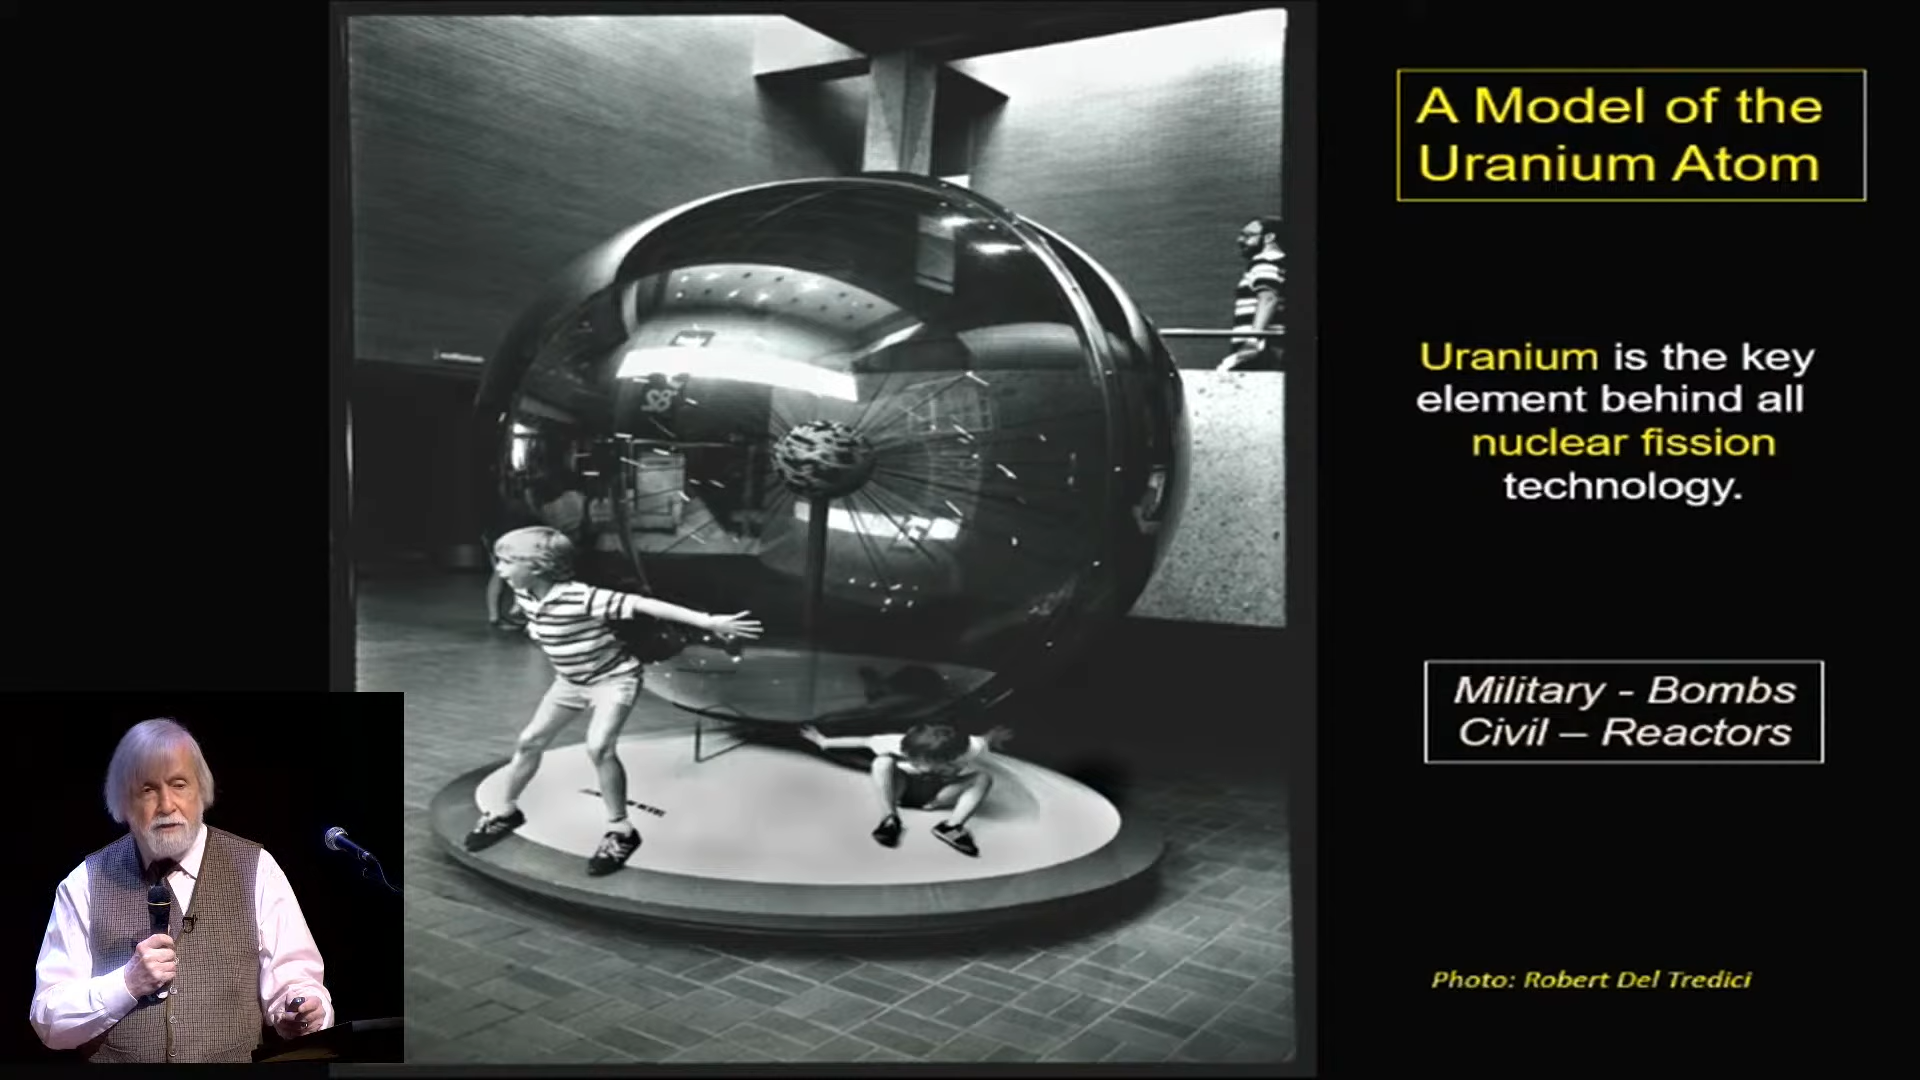 A Model of the
Uranium Atom
Uranium is the key
element behind all
nuclear fission
technology.
Military - Bombs
Civil – Reactors
Photo: Robert Del Tredici